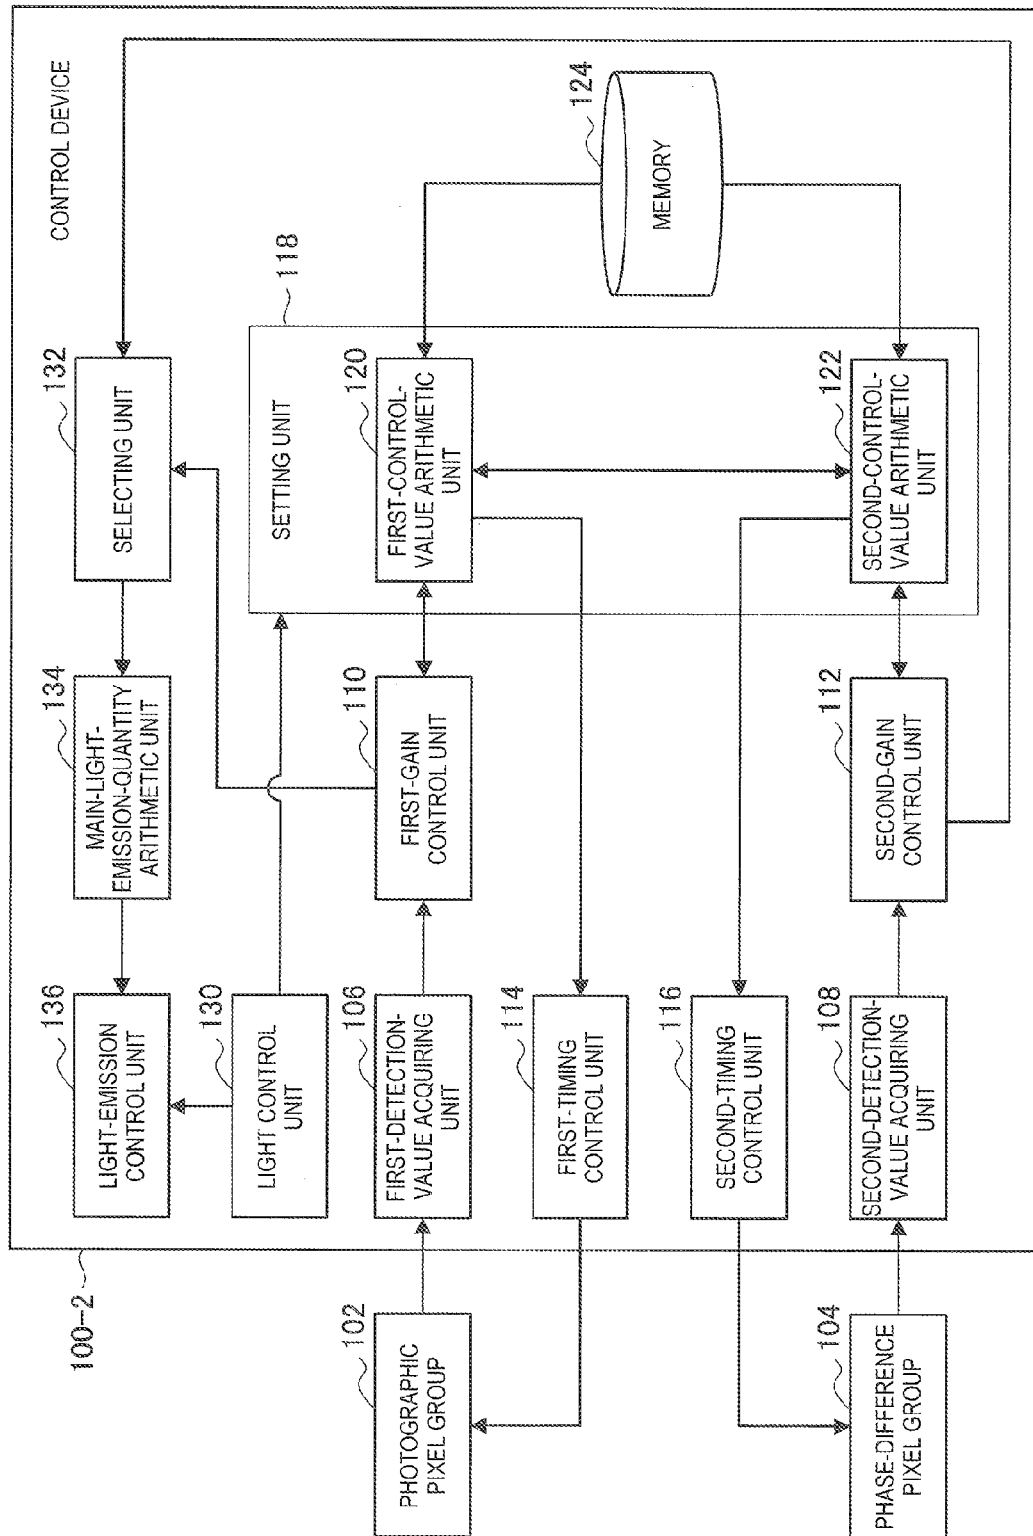 CONTROL DEVICE
100-2
136
LIGHT-EMISSION
CONTROL UNIT
134
MAIN-LIGHT-
EMISSION-QUANTITY
ARITHMETIC UNIT
132
SELECTING UNIT
130
LIGHT CONTROL
UNIT
118
SETTING UNIT
102
PHOTOGRAPHIC
PIXEL GROUP
106
FIRST-DETECTION-
VALUE ACQUIRING
UNIT
110
FIRST-GAIN
CONTROL UNIT
120
FIRST-CONTROL-
VALUE ARITHMETIC
UNIT
124
MEMORY
114
FIRST-TIMING
CONTROL UNIT
116
SECOND-TIMING
CONTROL UNIT
104
PHASE-DIFFERENCE
PIXEL GROUP
108
SECOND-DETECTION-
VALUE ACQUIRING
UNIT
112
SECOND-GAIN
CONTROL UNIT
122
SECOND-CONTROL-
VALUE ARITHMETIC
UNIT